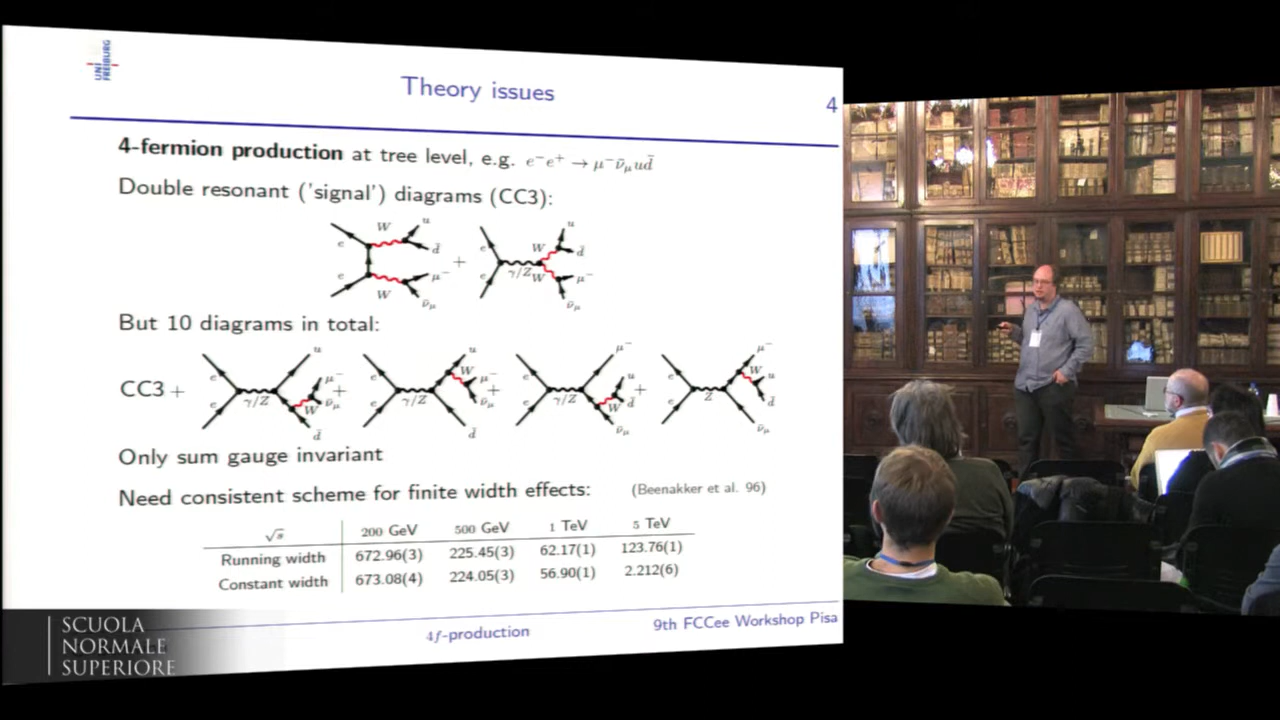 UNI
FREIBURG
Theory issues
4
4-fermion production at tree level, e.g. e⁻e⁺ → μ⁻ν̄_μud̄
Double resonant ('signal') diagrams (CC3):
e e W W u d̄ μ⁻ ν̄_μ + e e γ/Z W W u d̄ μ⁻ ν̄_μ
But 10 diagrams in total:
CC3 + e e γ/Z u W μ⁻ ν̄_μ d̄ + e e γ/Z u W μ⁻ ν̄_μ d̄ + e e γ/Z μ⁻ u W d̄ ν̄_μ + e e Z μ⁻ W u d̄ ν̄_μ
Only sum gauge invariant
Need consistent scheme for finite width effects: (Beenakker et al. 96)
√s 200 GeV 500 GeV 1 TeV 5 TeV
Running width 672.96(3) 225.45(3) 62.17(1) 123.76(1)
Constant width 673.08(4) 224.05(3) 56.90(1) 2.212(6)
4f-production
9th FCCee Workshop Pisa
SCUOLA
NORMALE
SUPERIORE